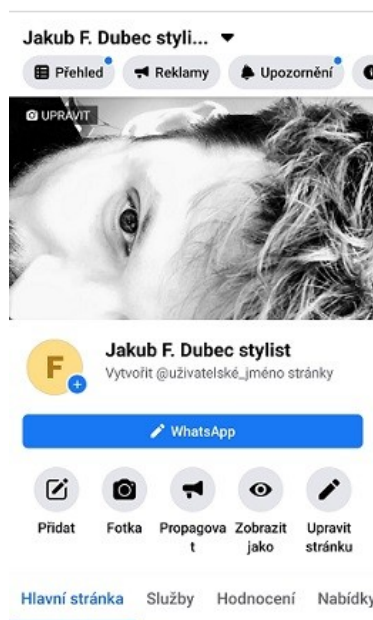 Jakub F. Dubec styli...
Přehled Reklamy Upozornění
UPRAVIT
F
Jakub F. Dubec stylist
Vytvořit @uživatelské_jméno stránky
WhatsApp
Přidat Fotka Propagova Zobrazit Upravit
t jako stránku
Hlavní stránka Služby Hodnocení Nabídky